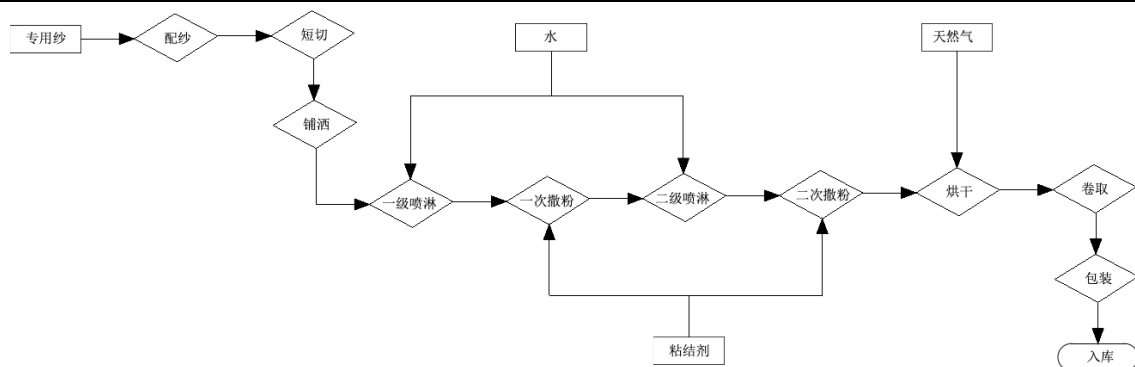 专用纱
配纱
短切
水
天然气
铺洒
一级喷淋
一次撒粉
二级喷淋
二次撒粉
烘干
卷取
包装
粘结剂
入库